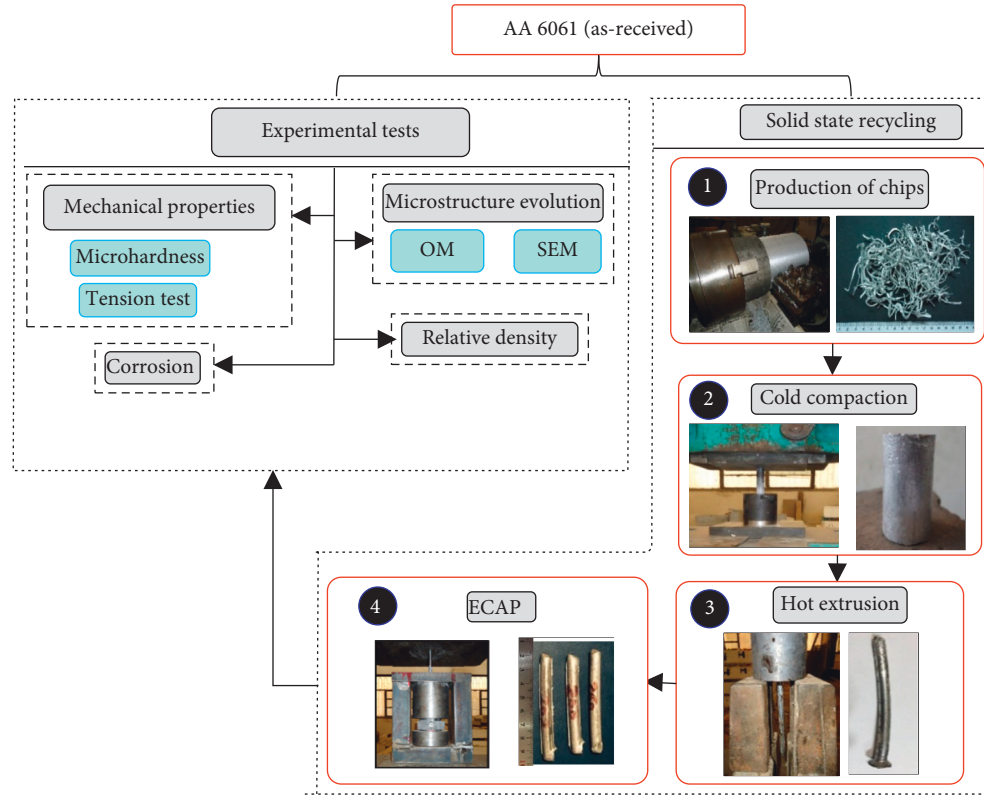 AA 6061 (as-received)
Experimental tests
Mechanical properties
Microhardness
Tension test
Microstructure evolution
OM
SEM
Corrosion
Relative density
Solid state recycling
1
Production of chips
2
Cold compaction
3
Hot extrusion
4
ECAP